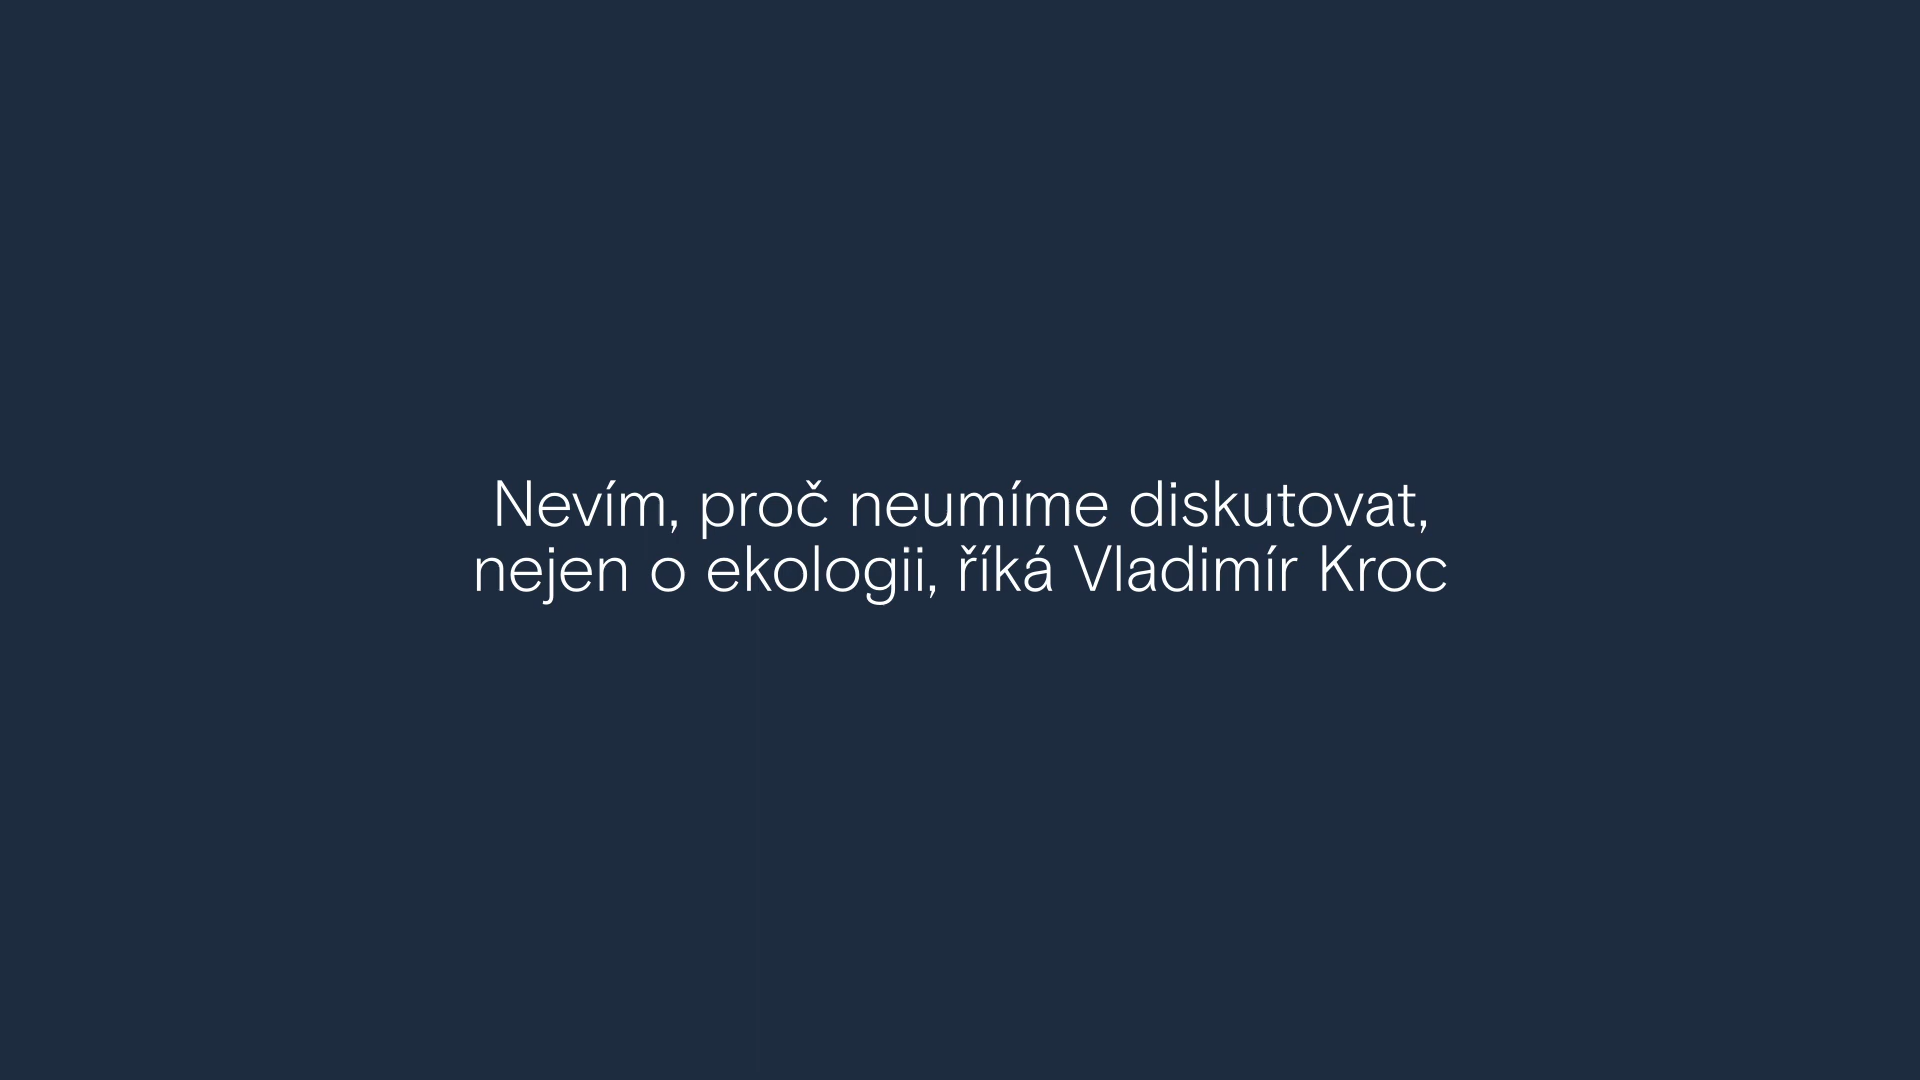 Nevím, proč neumíme diskutovat,
nejen o ekologii, říká Vladimír Kroc